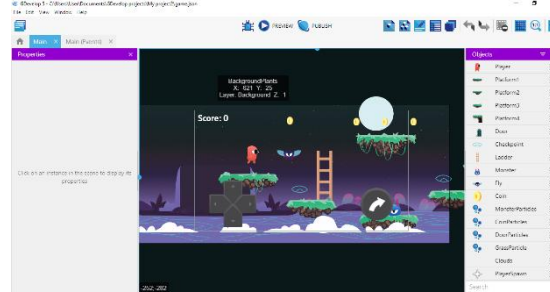 GDevelop 5 - C:\Users\User\Documents\GDevelop projects\My project\game.json
File Edit View Window Help
PREVIEW
PUBLISH
Main ×
Main (Events) ×
Properties ×
Objects
BackgroundPlants
X: 621 Y: 25
Layer: Background Z: 1
Score: 0
Click on an instance in the scene to display its
properties
Player
Platform1
Platform2
Platform3
Platform4
Door
Checkpoint
Ladder
Monster
Fly
Coin
MonsterParticles
CoinParticles
DoorParticles
GrassParticle
Clouds
PlayerSpawn
-252;-282
Search